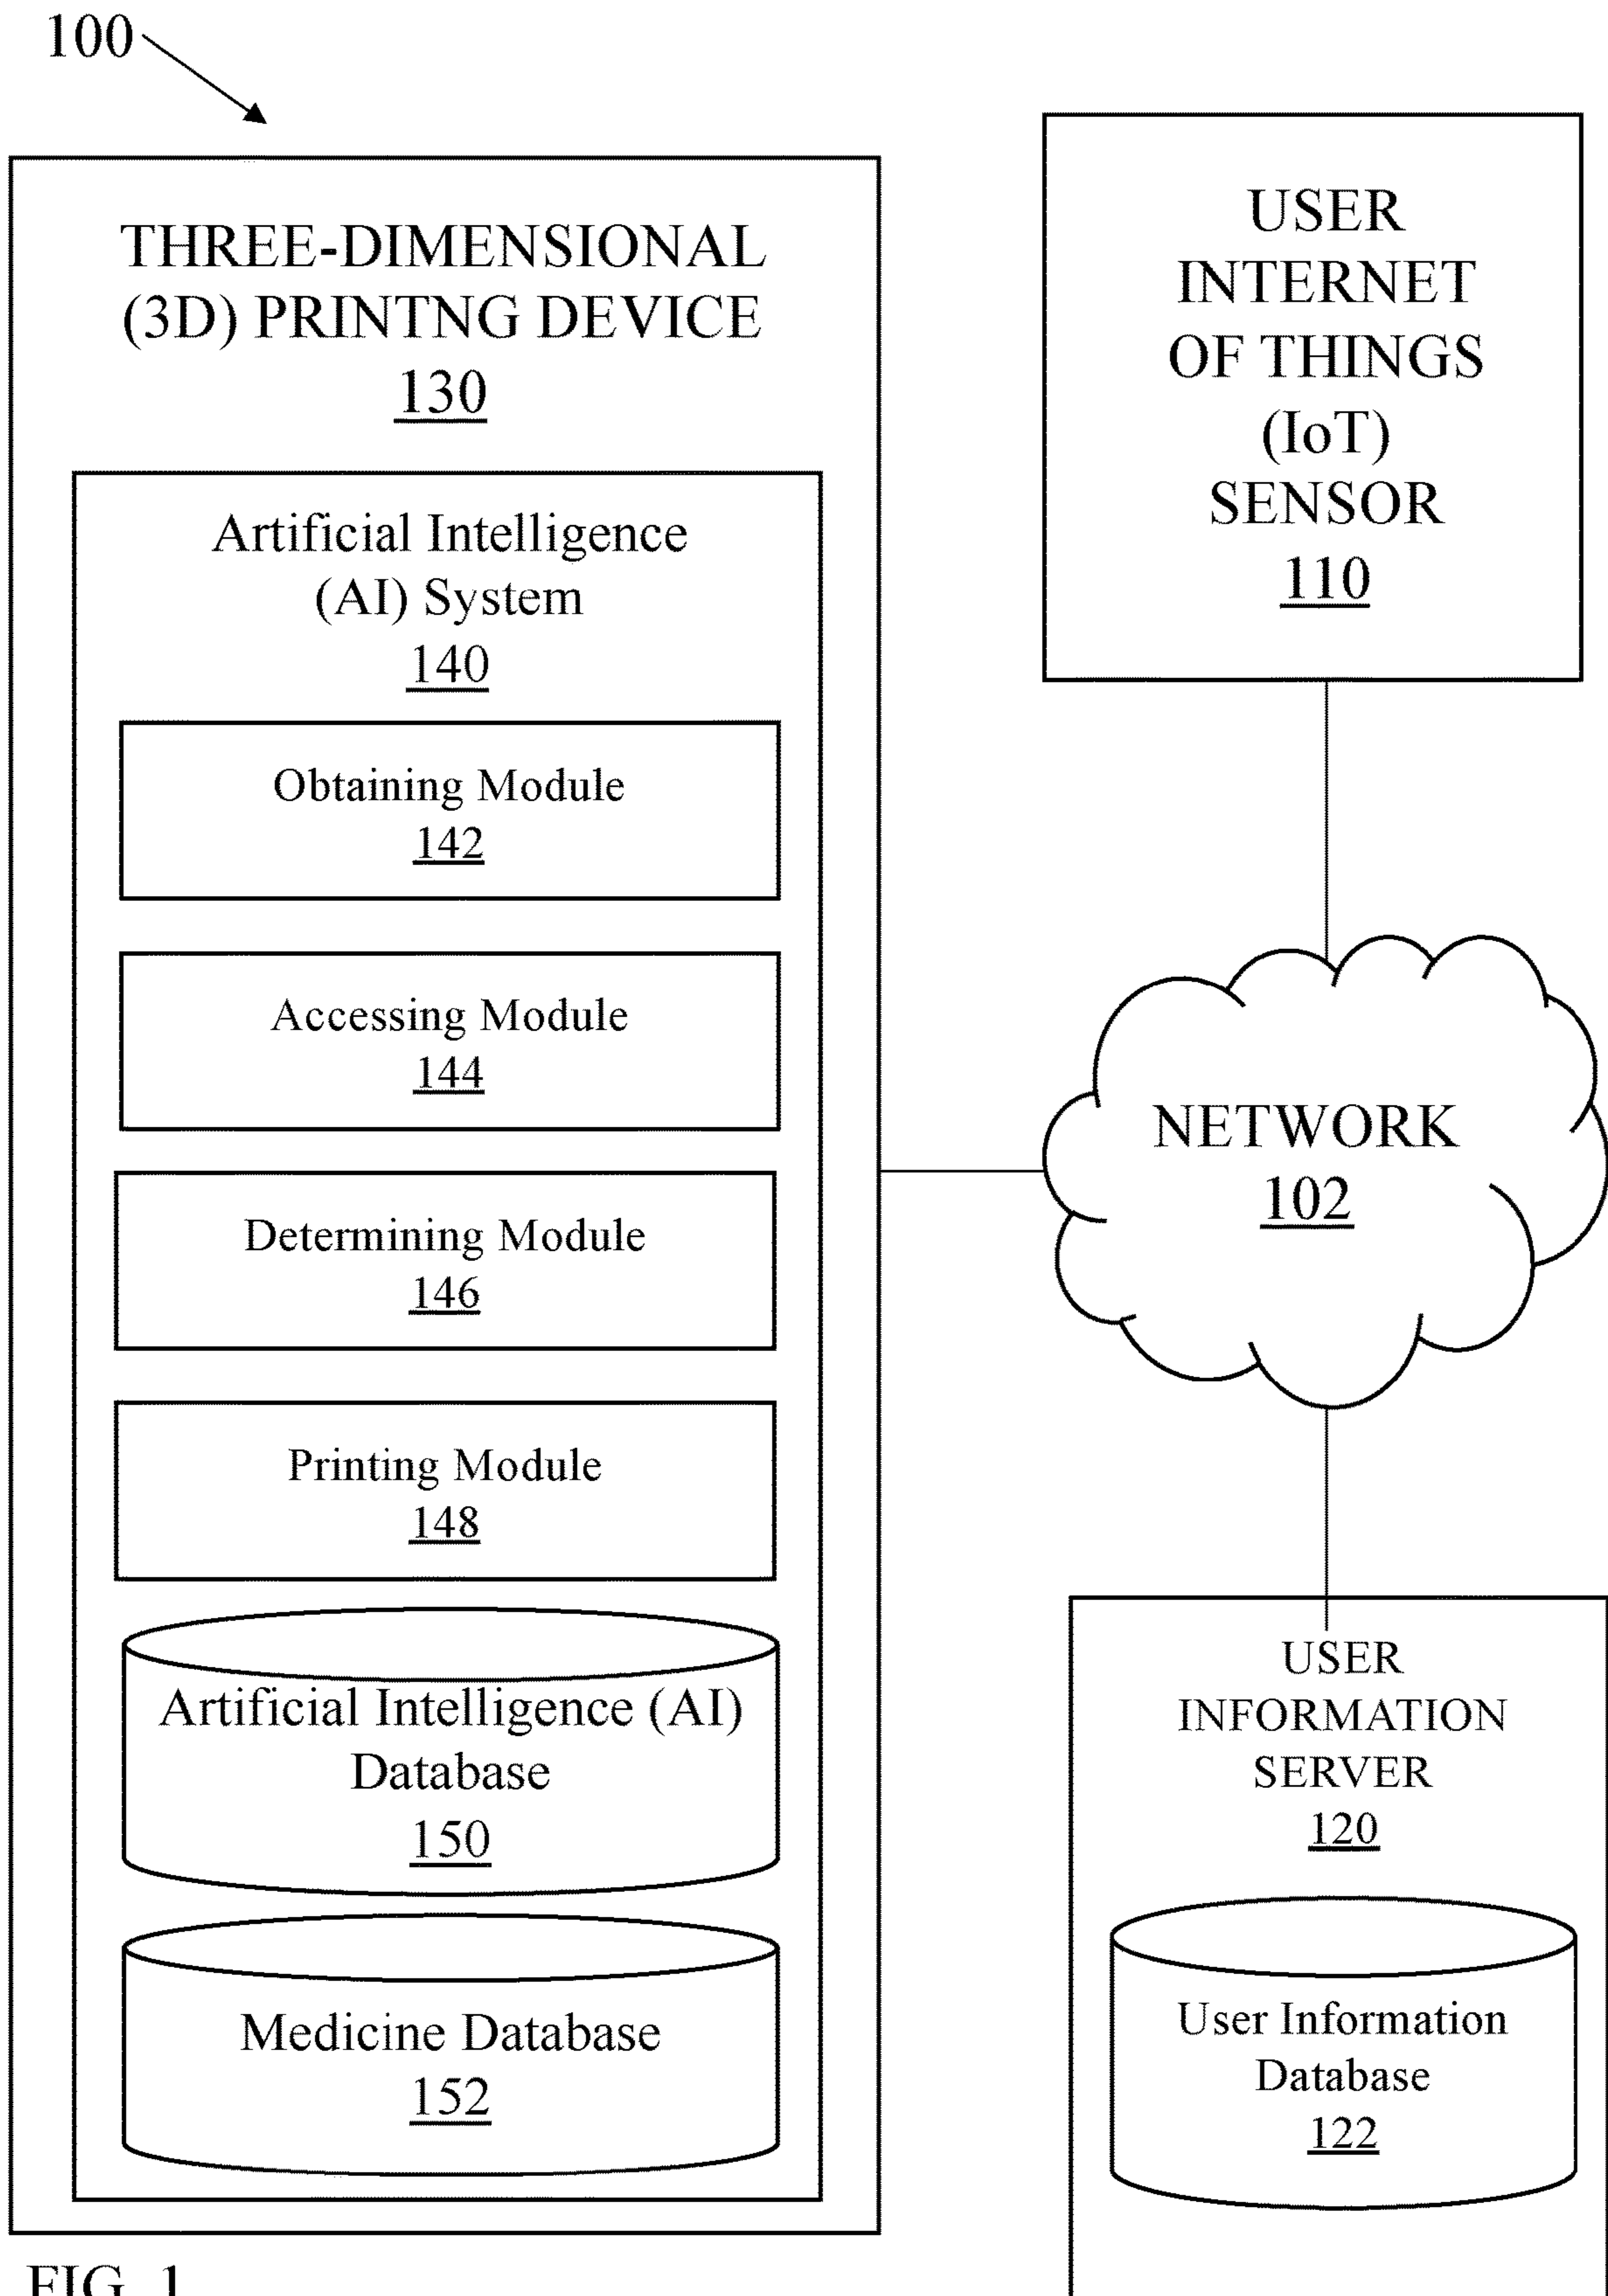 100
THREE-DIMENSIONAL
(3D) PRINTNG DEVICE
130
Artificial Intelligence
(AI) System
140
Obtaining Module
142
Accessing Module
144
Determining Module
146
Printing Module
148
Artificial Intelligence (AI)
Database
150
Medicine Database
152
USER
INTERNET
OF THINGS
(IoT)
SENSOR
110
NETWORK
102
USER
INFORMATION
SERVER
120
User Information
Database
122
FIG. 1